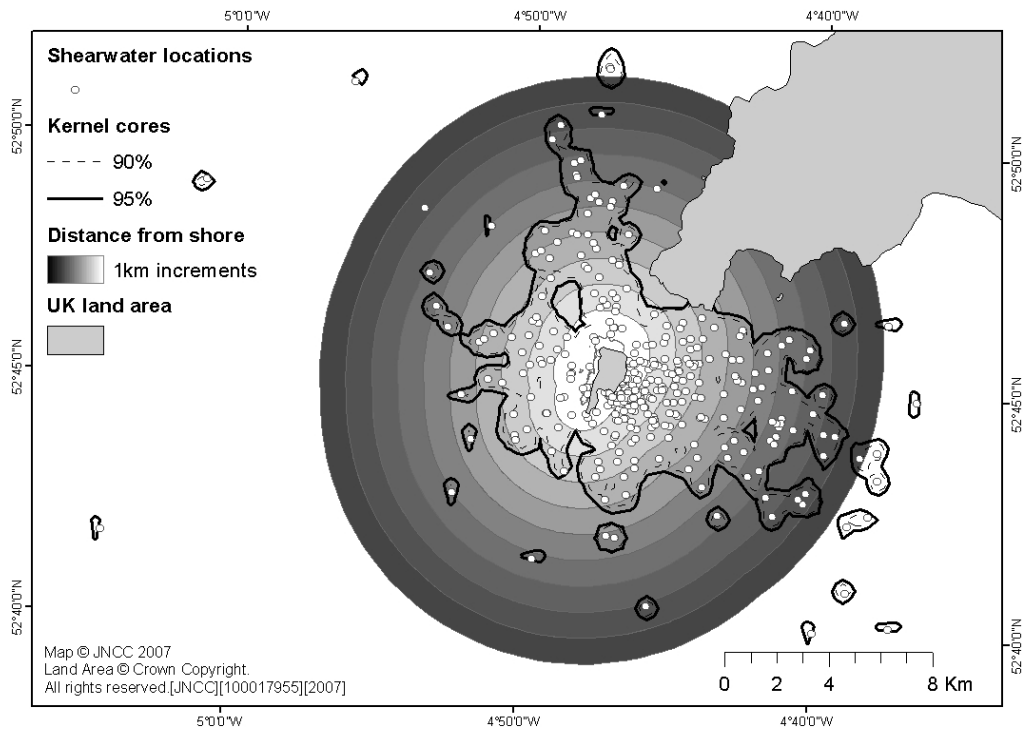 5°0'0"W 4°50'0"W 4°40'0"W
Shearwater locations
Kernel cores
90%
95%
Distance from shore
1km increments
UK land area
52°50'0"N
52°45'0"N
52°40'0"N
52°50'0"N
52°45'0"N
52°40'0"N
Map © JNCC 2007
Land Area © Crown Copyright.
All rights reserved.[JNCC][100017955][2007]
0 2 4 8 Km
5°0'0"W 4°50'0"W 4°40'0"W